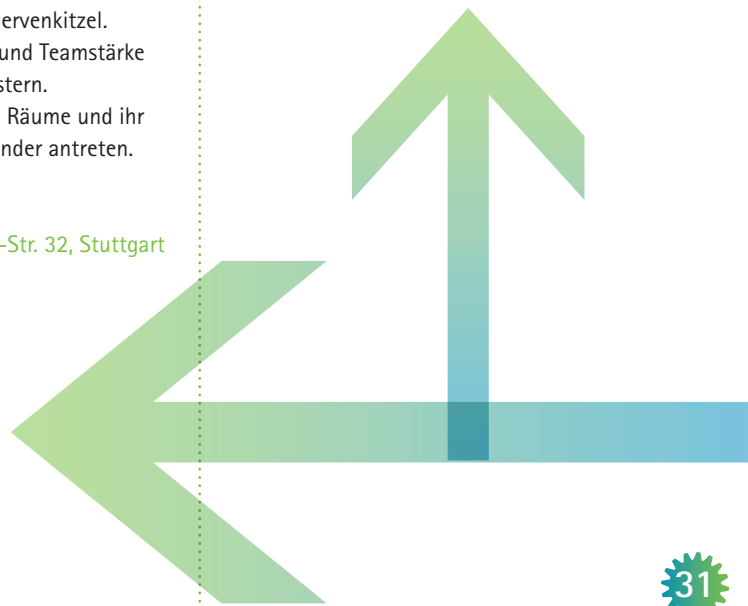 ervenkitzel.
und Teamstärke
stern.
Räume und ihr
nder antreten.
-Str. 32, Stuttgart
31